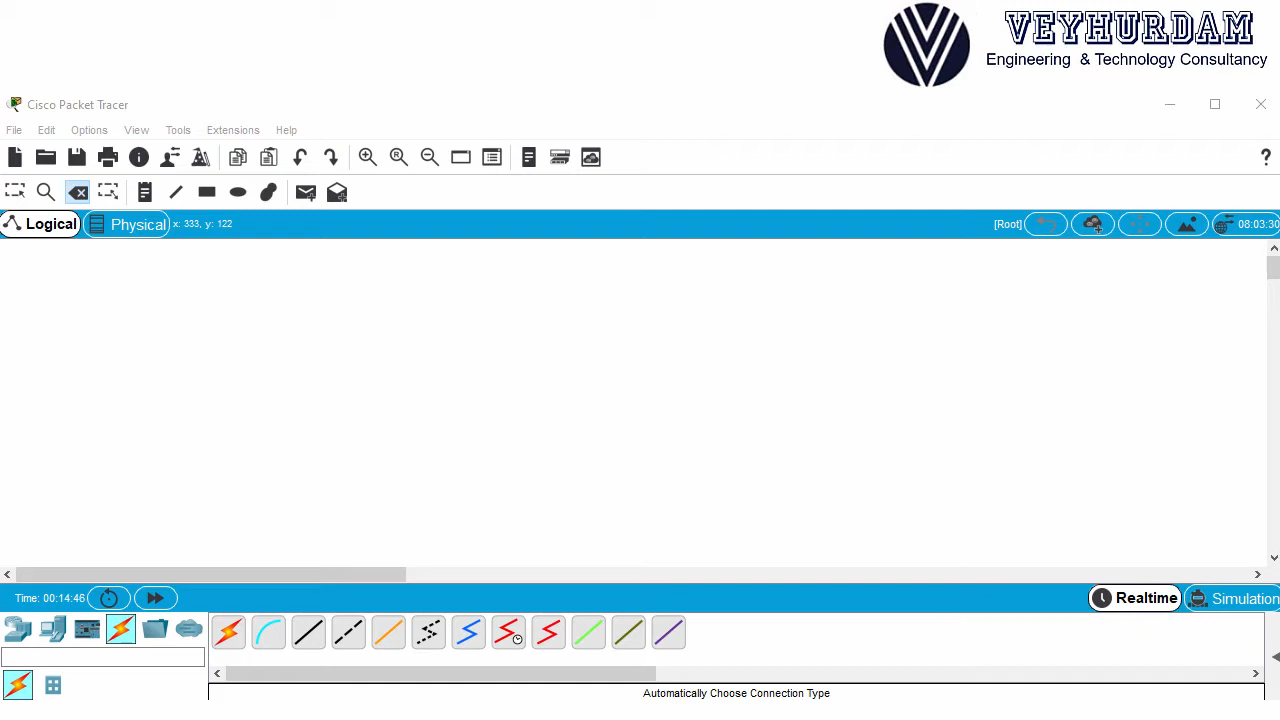 VEYHURDAM
Engineering & Technology Consultancy
Cisco Packet Tracer
File Edit Options View Tools Extensions Help
Logical Physical x: 333, y: 122 [Root] 08:03:30
Time: 00:14:46 Realtime Simulation
Automatically Choose Connection Type